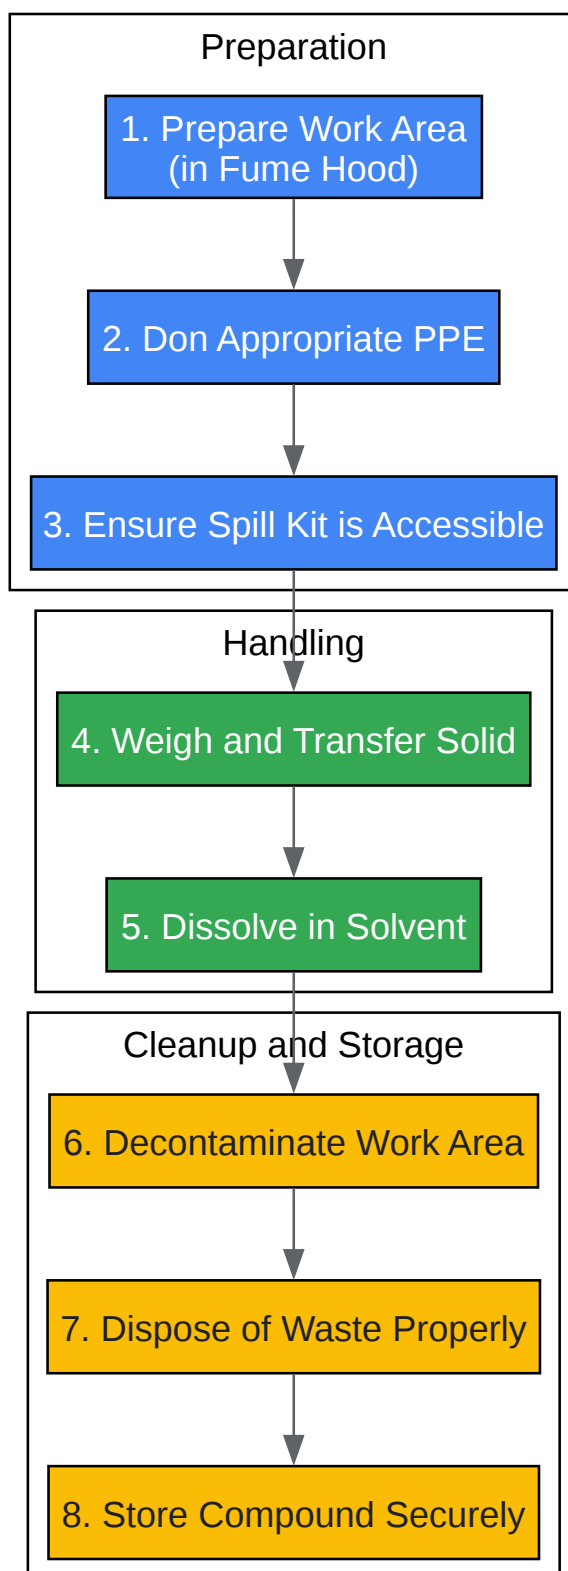 Preparation
1. Prepare Work Area
(in Fume Hood)
2. Don Appropriate PPE
3. Ensure Spill Kit is Accessible
Handling
4. Weigh and Transfer Solid
5. Dissolve in Solvent
Cleanup and Storage
6. Decontaminate Work Area
7. Dispose of Waste Properly
8. Store Compound Securely